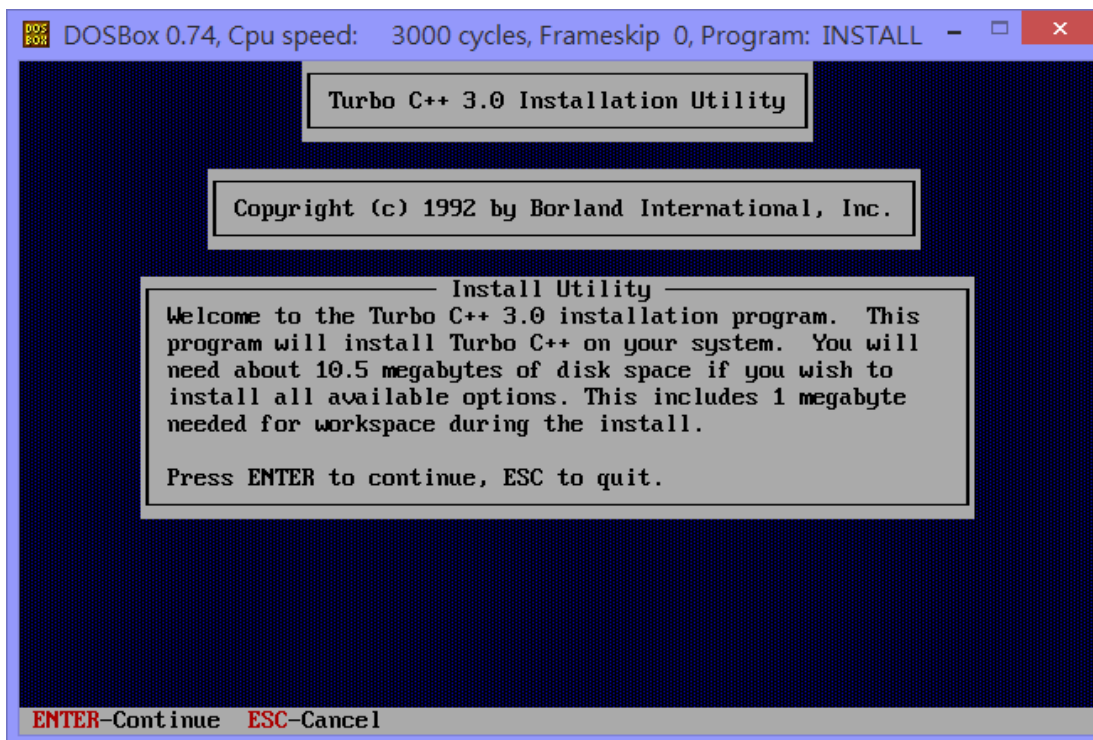 DOS BOX DOSBox 0.74, Cpu speed: 3000 cycles, Frameskip 0, Program: INSTALL
Turbo C++ 3.0 Installation Utility
Copyright (c) 1992 by Borland International, Inc.
Install Utility
Welcome to the Turbo C++ 3.0 installation program. This
program will install Turbo C++ on your system. You will
need about 10.5 megabytes of disk space if you wish to
install all available options. This includes 1 megabyte
needed for workspace during the install.
Press ENTER to continue, ESC to quit.
ENTER-Continue ESC-Cancel